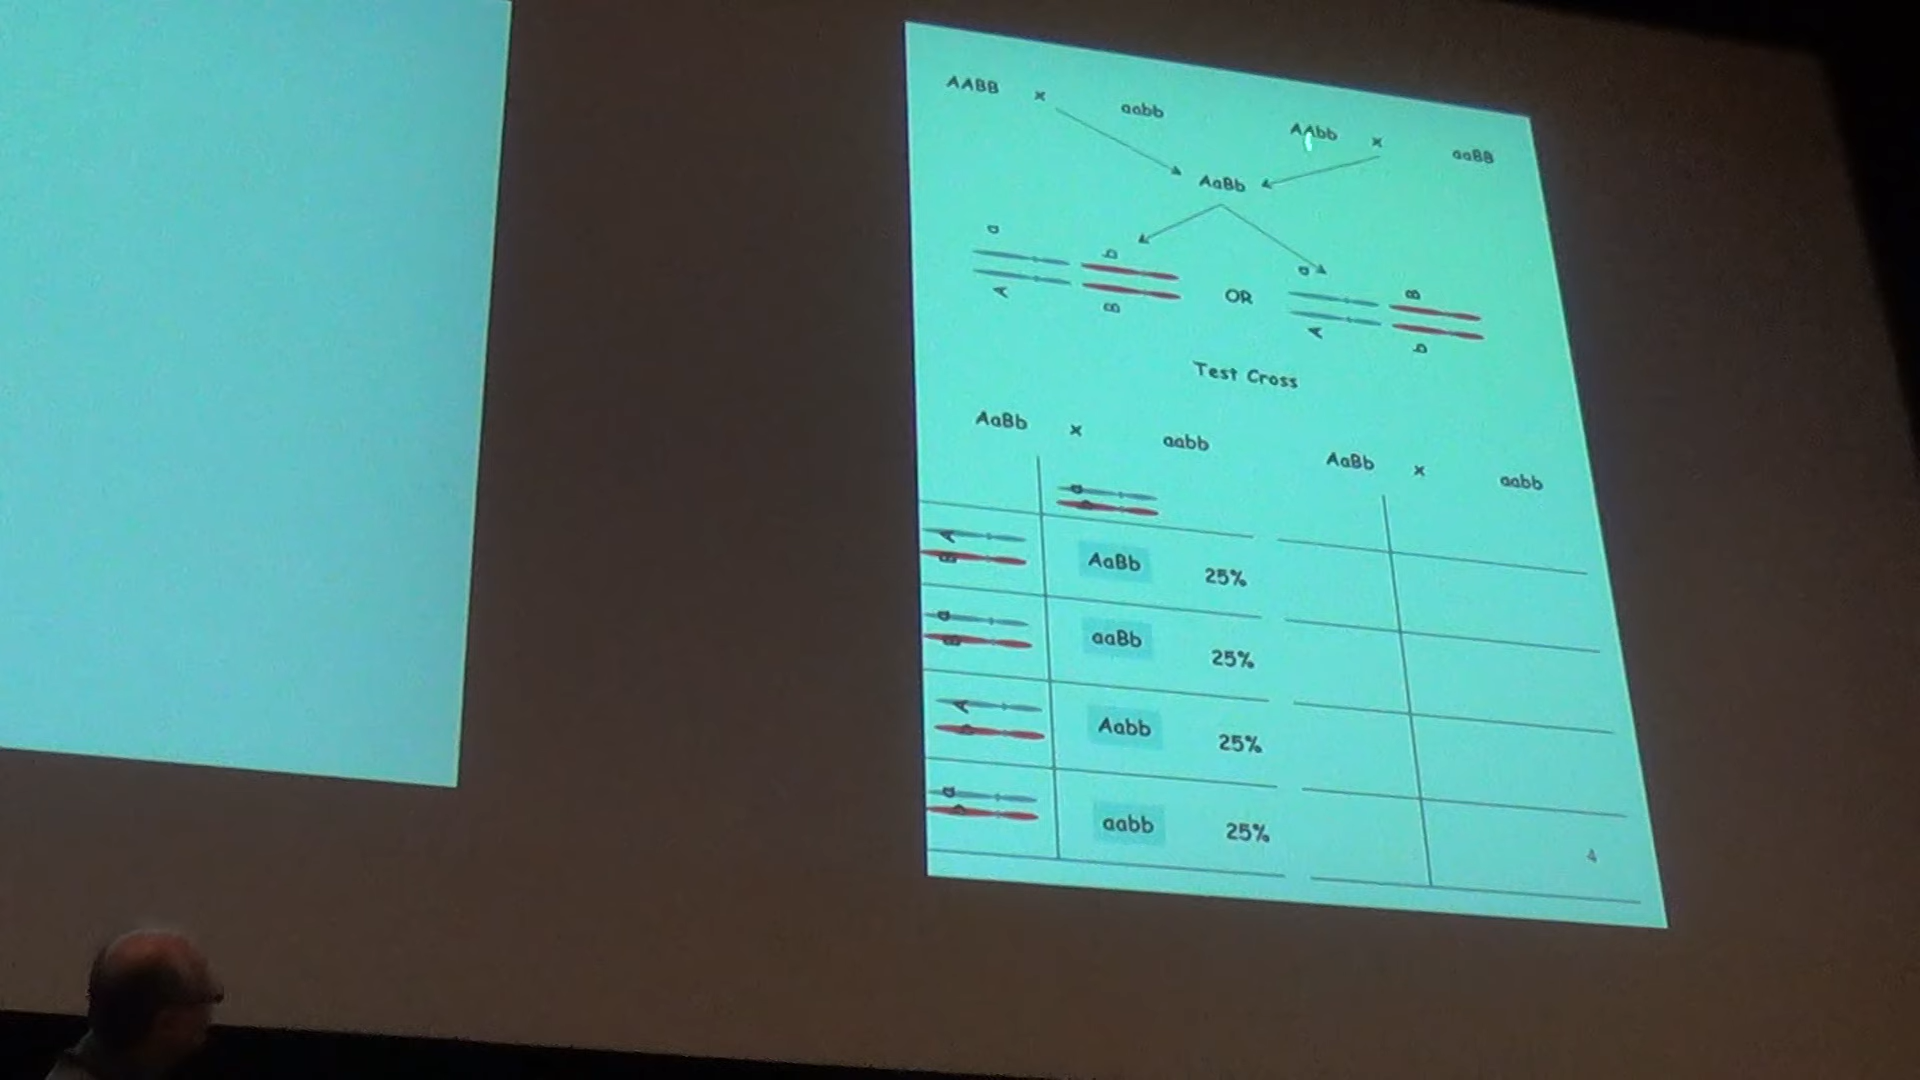 AABB x aabb AAbb x aaBB
AaBb
a b a B
A B OR A b
Test Cross
AaBb x aabb AaBb x aabb
a b
A B AaBb 25%
a B aaBb 25%
A b Aabb 25%
a b aabb 25%
4